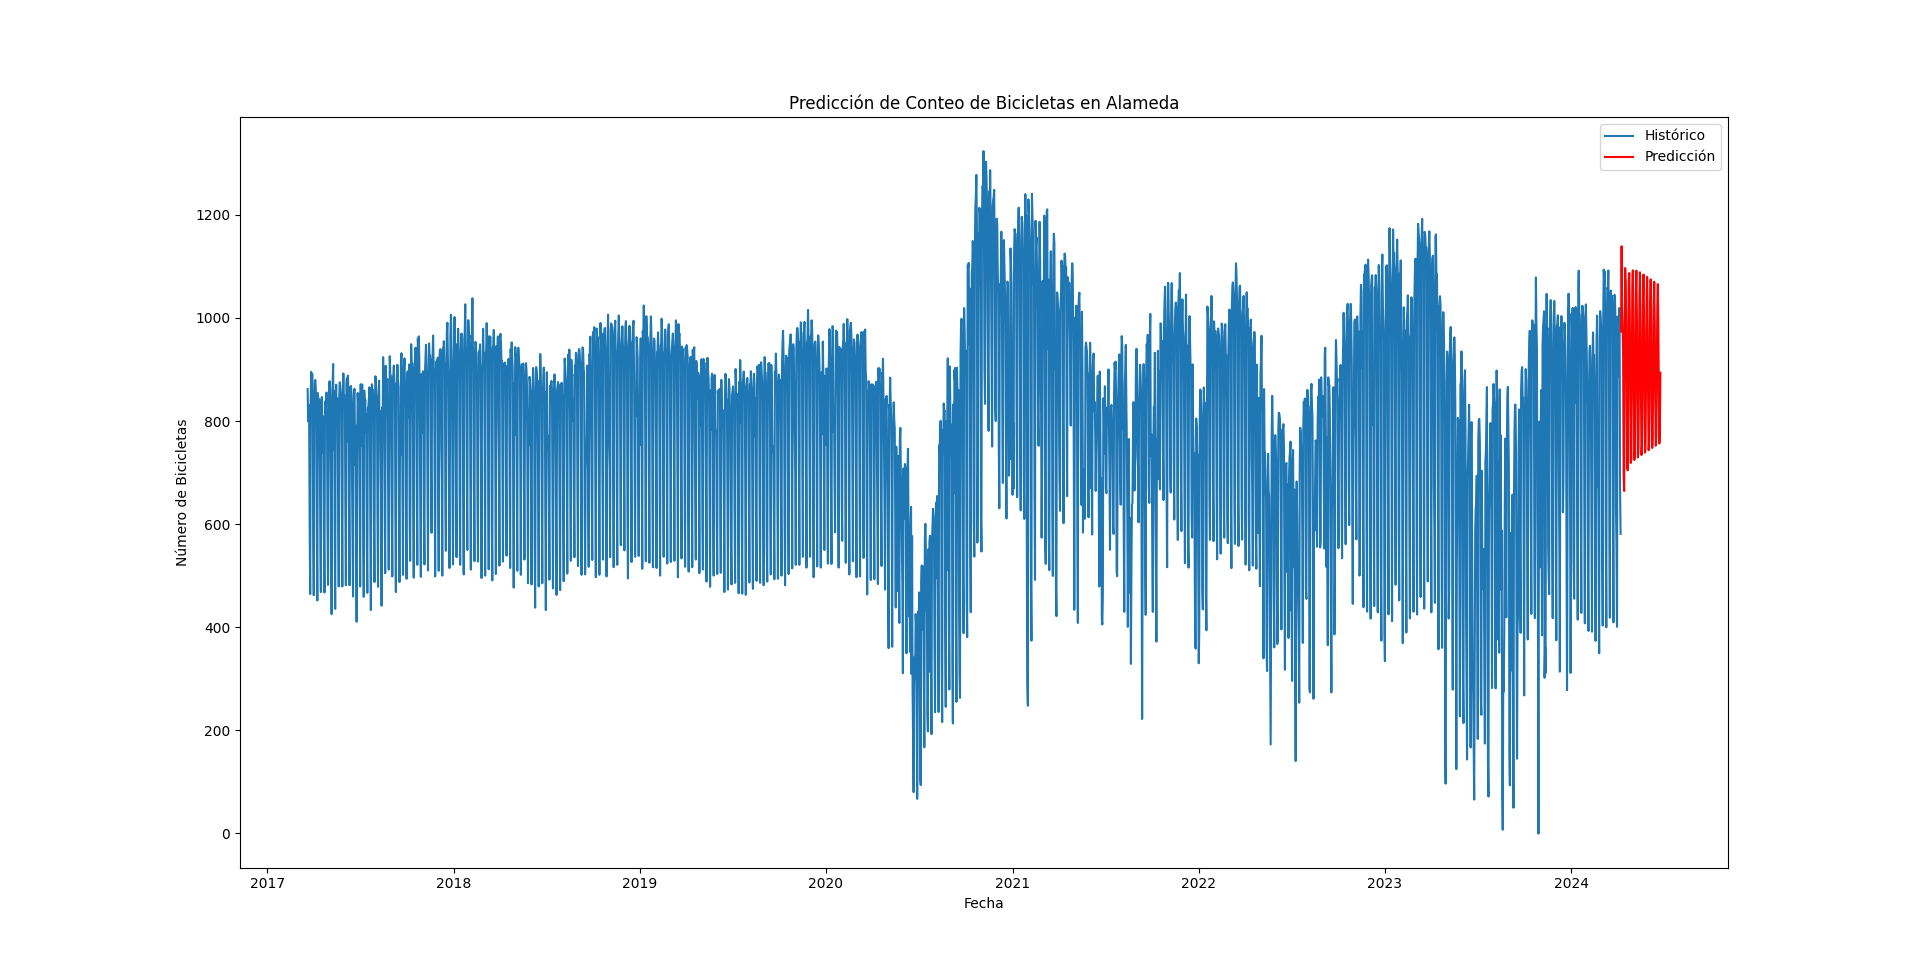 Predicción de Conteo de Bicicletas en Alameda
Histórico
Predicción
Número de Bicicletas
1200
1000
800
600
400
200
0
2017 2018 2019 2020 2021 2022 2023 2024
Fecha